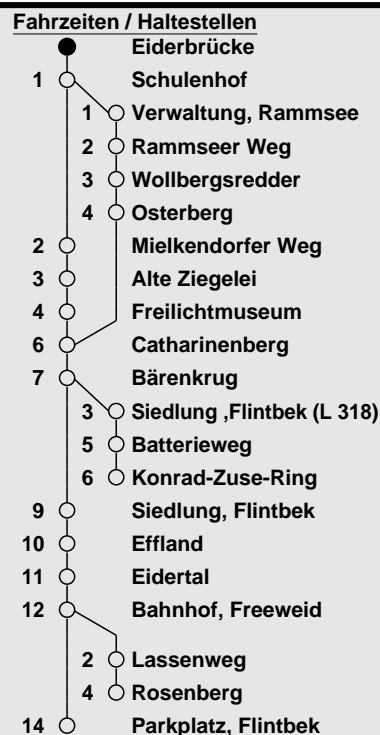 Fahrzeiten / Haltestellen
Eiderbrücke
1 Schulenhof
1 Verwaltung, Rammsee
2 Rammseer Weg
3 Wollbergsredder
4 Osterberg
2 Mielkendorfer Weg
3 Alte Ziegelei
4 Freilichtmuseum
6 Catharinenberg
7 Bärenkrug
3 Siedlung ,Flintbek (L 318)
5 Batterieweg
6 Konrad-Zuse-Ring
9 Siedlung, Flintbek
10 Effland
11 Eidertal
12 Bahnhof, Freeweid
2 Lassenweg
4 Rosenberg
14 Parkplatz, Flintbek